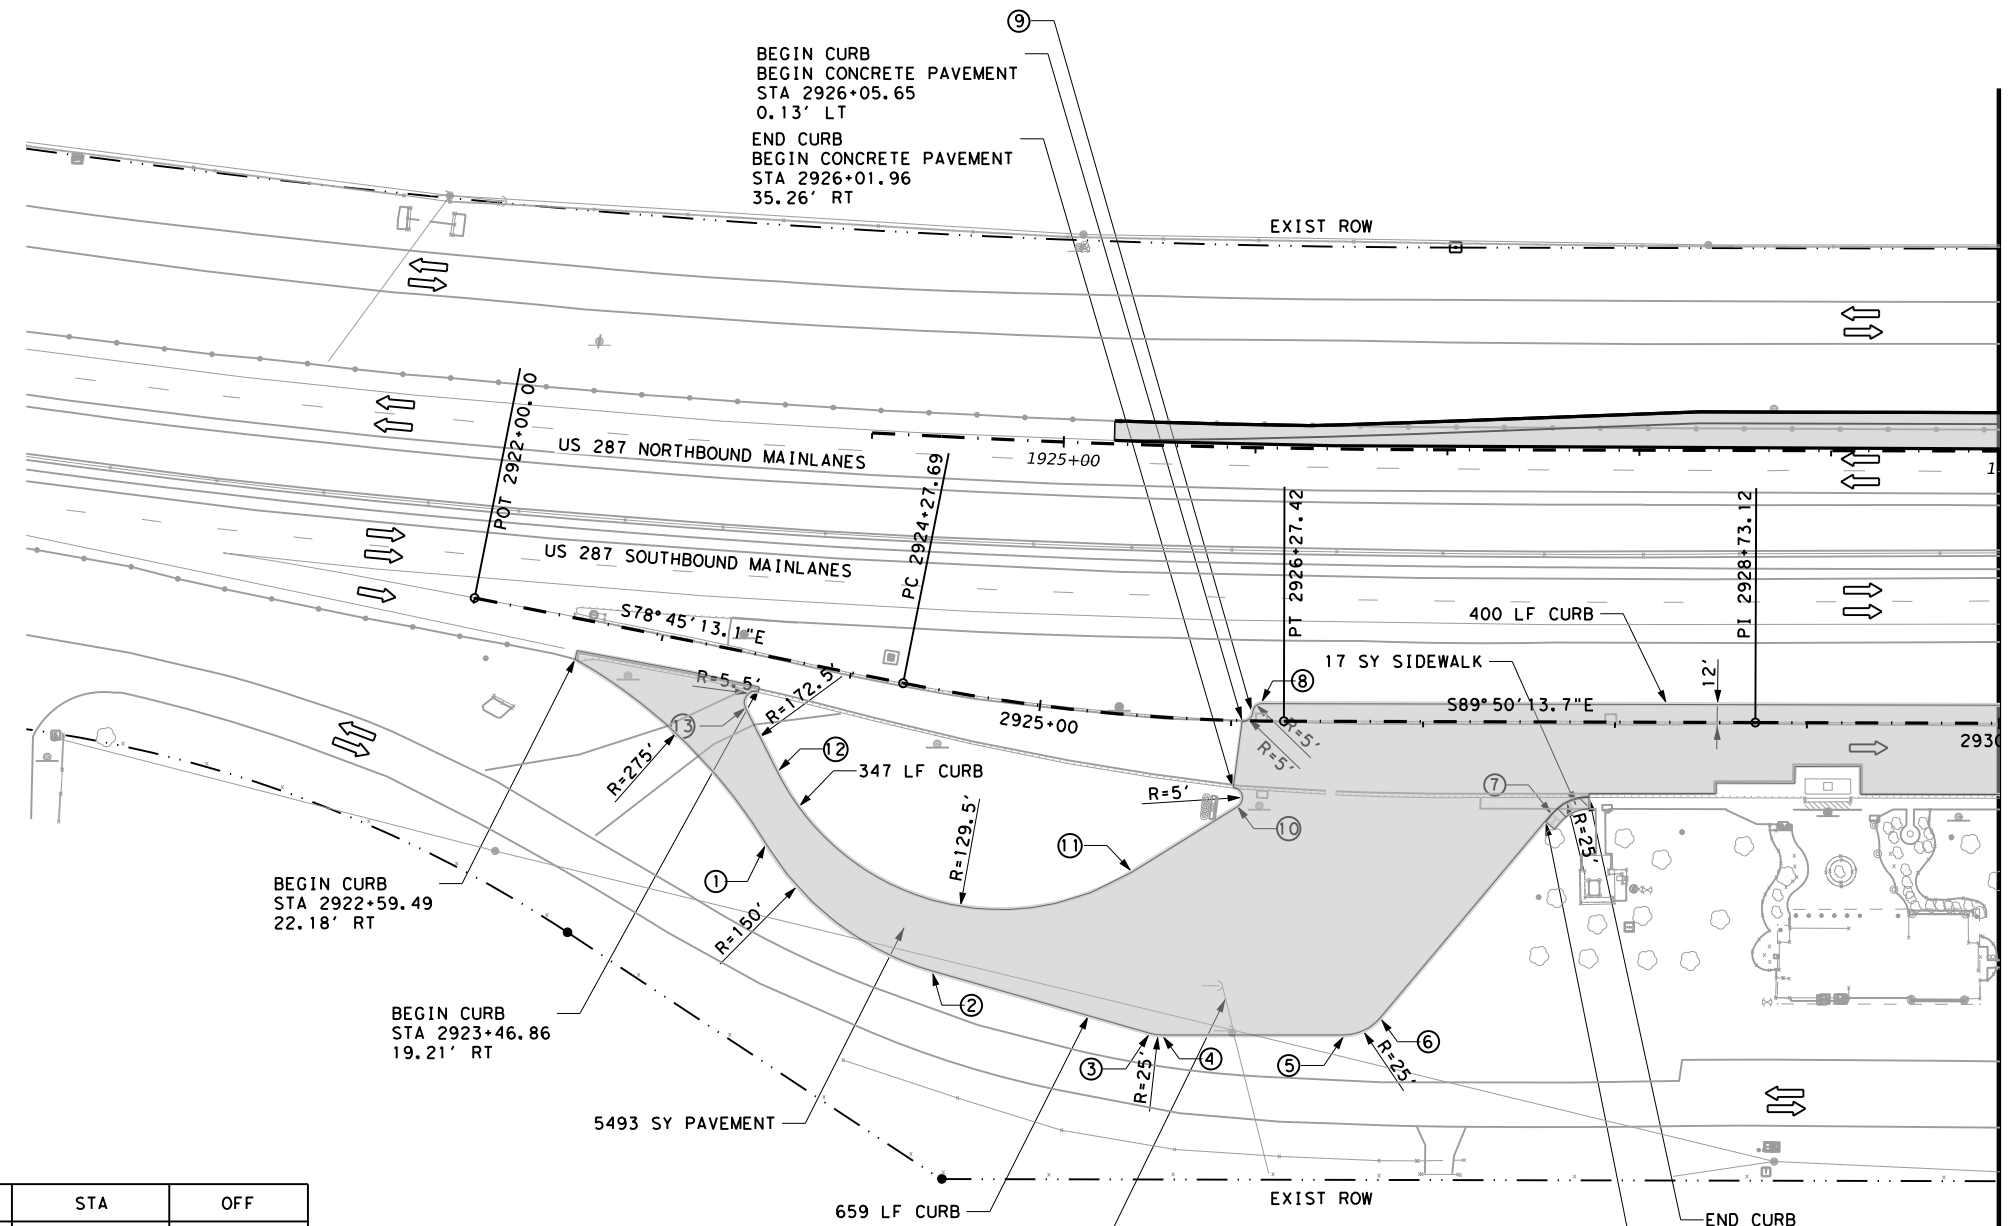 9
BEGIN CURB
BEGIN CONCRETE PAVEMENT
STA 2926+05.65
0.13' LT
END CURB
BEGIN CONCRETE PAVEMENT
STA 2926+01.96
35.26' RT
EXIST ROW
POT 2922+00.00
US 287 NORTHBOUND MAINLANES
1925+00
PC 2924+27.69
PT 2926+27.42
PI 2928+73.12
US 287 SOUTHBOUND MAINLANES
S78°45'13.1"E
400 LF CURB
17 SY SIDEWALK
12'
8
R=5.5'
R=172.5'
2925+00
S89°50'13.7"E
R=5'
R=5'
2930
13
12
R=275'
347 LF CURB
R=5'
7
10
R=25'
11
R=129.5'
1
BEGIN CURB
STA 2922+59.49
22.18' RT
R=150'
2
BEGIN CURB
STA 2923+46.86
19.21' RT
3
4
5
6
R=25'
R=25'
5493 SY PAVEMENT
659 LF CURB
EXIST ROW
END CURB
STA
OFF